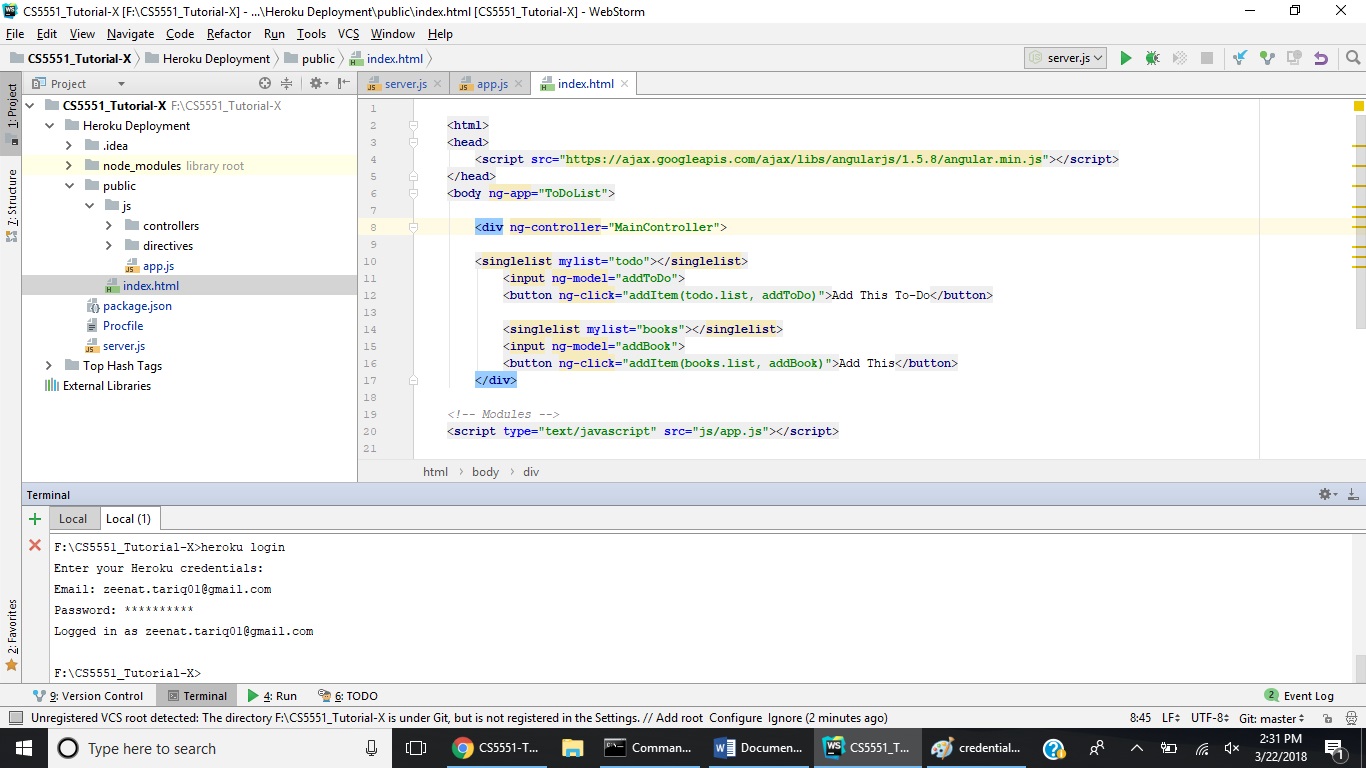 CS5551_Tutorial-X [F:\CS5551_Tutorial-X] - ...\Heroku Deployment\public\index.html [CS5551_Tutorial-X] - WebStorm
File Edit View Navigate Code Refactor Run Tools VCS Window Help
CS5551_Tutorial-X Heroku Deployment public index.html server.js
Project
server.js app.js index.html
1: Project
7: Structure
2: Favorites
CS5551_Tutorial-X F:\CS5551_Tutorial-X
Heroku Deployment
.idea
node_modules library root
public
js
controllers
directives
app.js
index.html
package.json
Procfile
server.js
Top Hash Tags
External Libraries
1
2 <html>
3 <head>
4 <script src="https://ajax.googleapis.com/ajax/libs/angularjs/1.5.8/angular.min.js"></script>
5 </head>
6 <body ng-app="ToDoList">
7
8 <div ng-controller="MainController">
9
10 <singlelist mylist="todo"></singlelist>
11 <input ng-model="addToDo">
12 <button ng-click="addItem(todo.list, addToDo)">Add This To-Do</button>
13
14 <singlelist mylist="books"></singlelist>
15 <input ng-model="addBook">
16 <button ng-click="addItem(books.list, addBook)">Add This</button>
17 </div>
18
19 <!-- Modules -->
20 <script type="text/javascript" src="js/app.js"></script>
21
html body div
Terminal
Local Local (1)
F:\CS5551_Tutorial-X>heroku login
Enter your Heroku credentials:
Email: zeenat.tariq01@gmail.com
Password: **********
Logged in as zeenat.tariq01@gmail.com
F:\CS5551_Tutorial-X>
9: Version Control Terminal 4: Run 6: TODO 2 Event Log
Unregistered VCS root detected: The directory F:\CS5551_Tutorial-X is under Git, but is not registered in the Settings. // Add root Configure Ignore (2 minutes ago) 8:45 LF UTF-8 Git: master
Type here to search
CS5551-T...
Comman...
Documen...
CS5551_T...
credential...
2:31 PM
3/22/2018
1